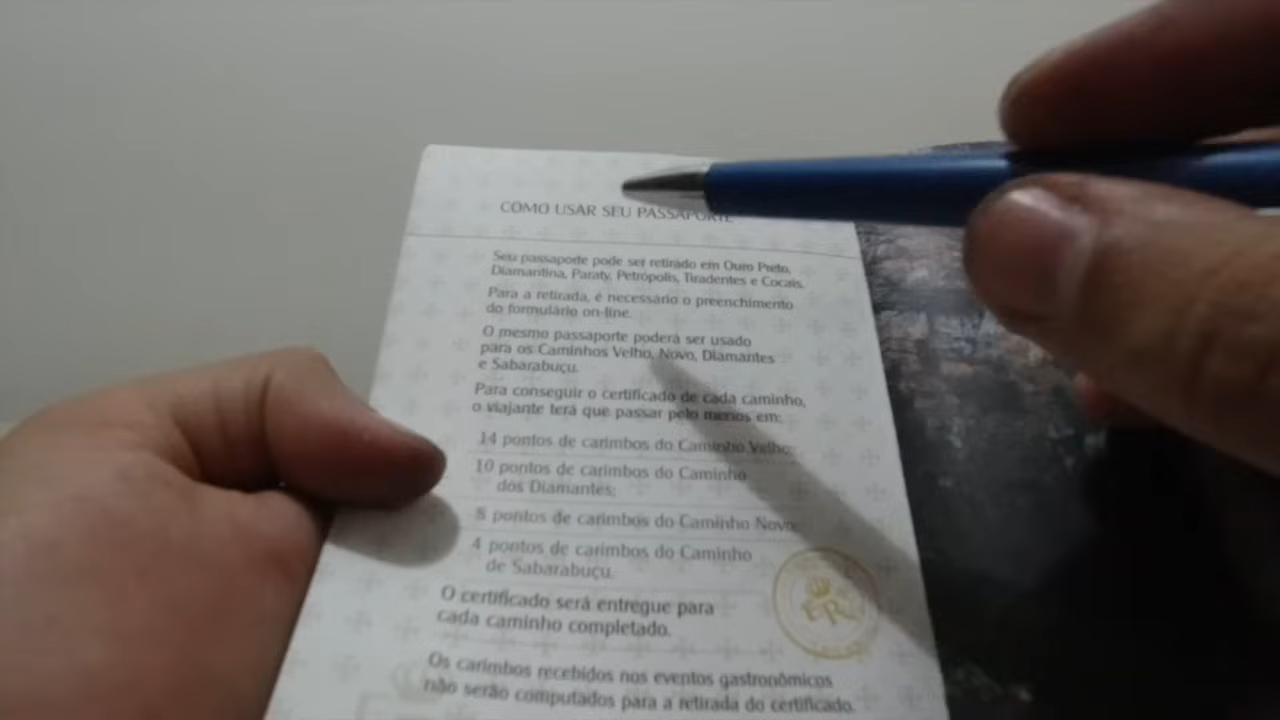 COMO USAR SEU PASSAPORTE
Seu passaporte pode ser retirado em Ouro Preto,
Diamantina, Paraty, Petrópolis, Tiradentes e Cocais.
Para a retirada, é necessário o preenchimento
do formulário on-line.
O mesmo passaporte poderá ser usado
para os Caminhos Velho, Novo, Diamantes
e Sabarabuçu.
Para conseguir o certificado de cada caminho,
o viajante terá que passar pelo menos em:
14 pontos de carimbos do Caminho Velho;
10 pontos de carimbos do Caminho
dos Diamantes;
8 pontos de carimbos do Caminho Novo;
4 pontos de carimbos do Caminho
de Sabarabuçu.
O certificado será entregue para
cada caminho completado.
ER
Os carimbos recebidos nos eventos gastronômicos
não serão computados para a retirada do certificado.